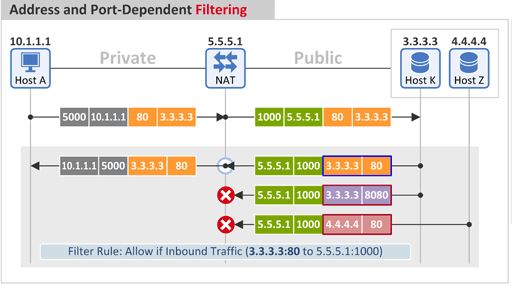 Address and Port-Dependent Filtering
10.1.1.1 5.5.5.1 3.3.3.3 4.4.4.4
Private Public
Host A NAT Host K Host Z
5000 10.1.1.1 80 3.3.3.3 1000 5.5.5.1 80 3.3.3.3
10.1.1.1 5000 3.3.3.3 80 5.5.5.1 1000 3.3.3.3 80
5.5.5.1 1000 3.3.3.3 8080
5.5.5.1 1000 4.4.4.4 80
Filter Rule: Allow if Inbound Traffic (3.3.3.3:80 to 5.5.5.1:1000)